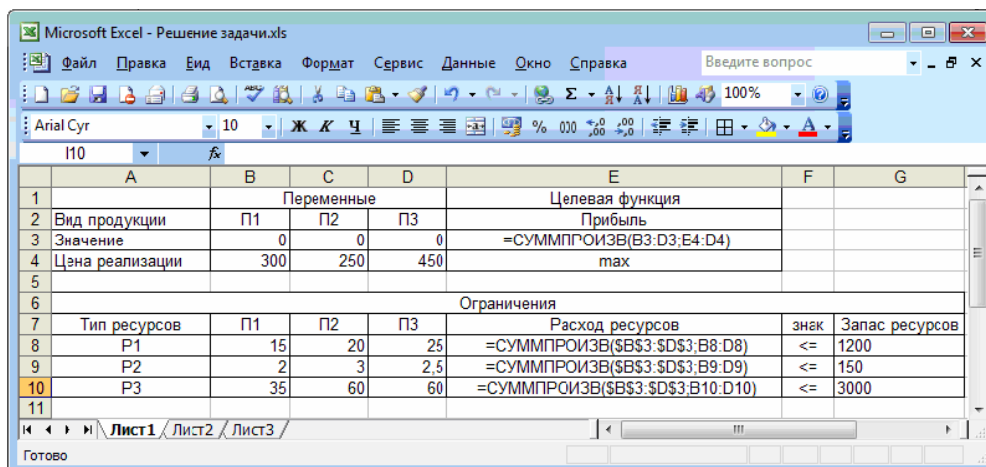 Microsoft Excel - Решение задачи.xls
Файл Правка Вид Вставка Формат Сервис Данные Окно Справка Введите вопрос
100%
Arial Cyr 10 Ж К Ч % 000
I10 fx
A B C D E F G
1 Переменные Целевая функция
2 Вид продукции П1 П2 П3 Прибыль
3 Значение 0 0 0 =СУММПРОИЗВ(B3:D3;B4:D4)
4 Цена реализации 300 250 450 max
5
6 Ограничения
7 Тип ресурсов П1 П2 П3 Расход ресурсов знак Запас ресурсов
8 Р1 15 20 25 =СУММПРОИЗВ($B$3:$D$3;B8:D8) <= 1200
9 Р2 2 3 2,5 =СУММПРОИЗВ($B$3:$D$3;B9:D9) <= 150
10 Р3 35 60 60 =СУММПРОИЗВ($B$3:$D$3;B10:D10) <= 3000
11
Лист1 Лист2 Лист3
Готово